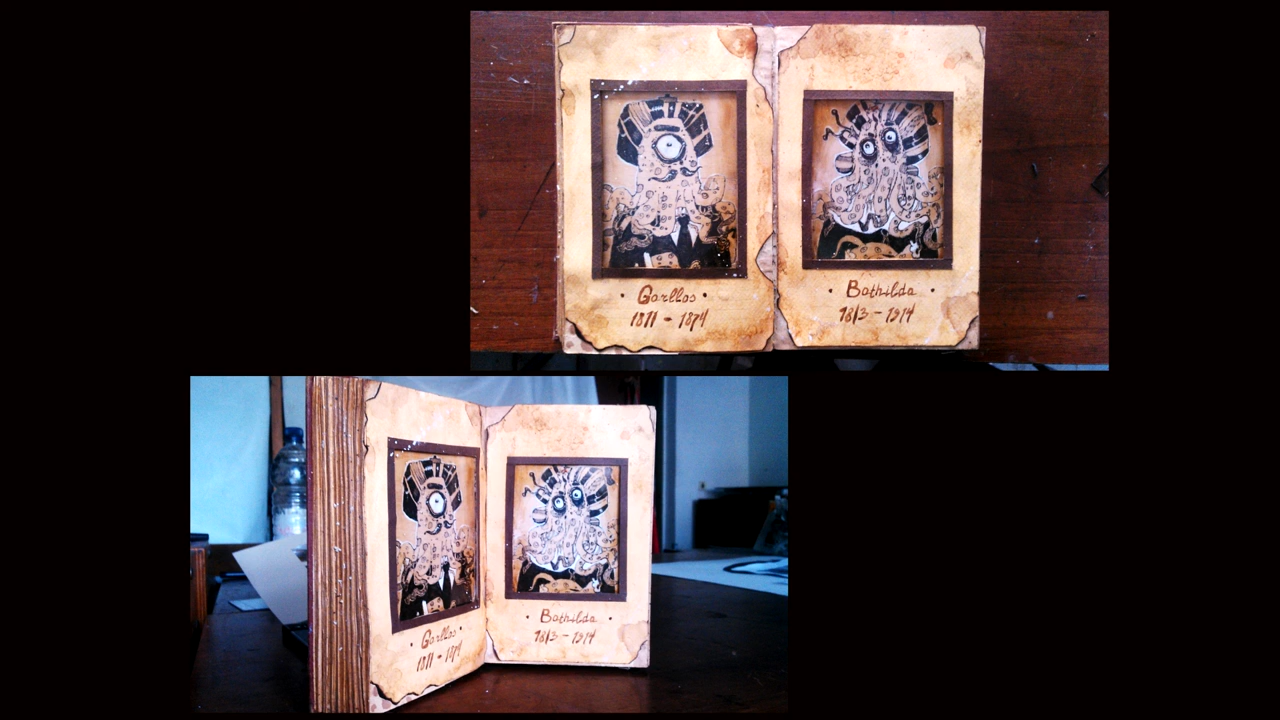 • Garllos •
1811 - 1874
• Bathilda •
1813 - 1914
• Garllos •
1811 - 1874
• Bathilda •
1813 - 1914